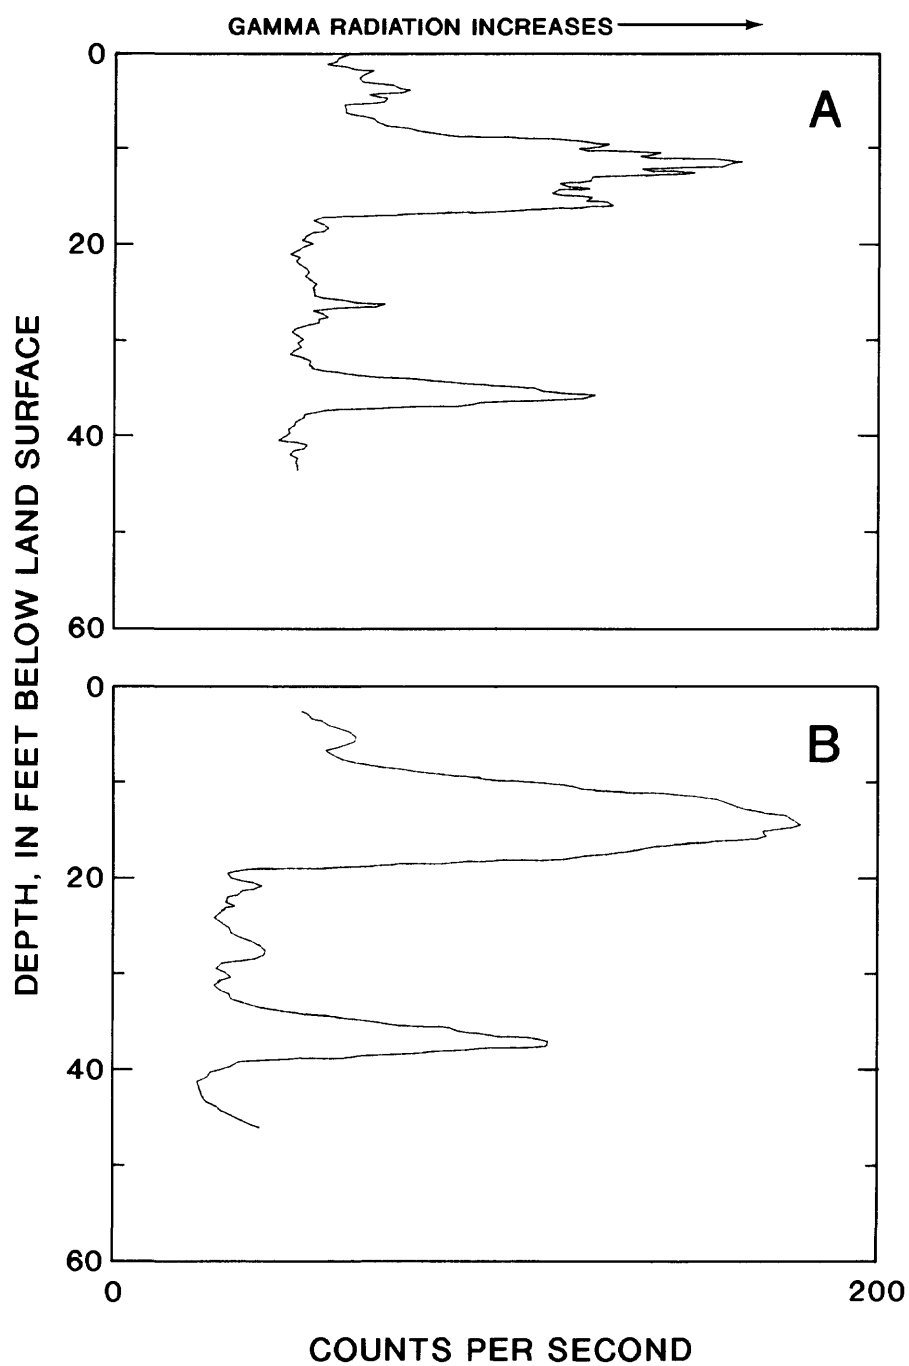 GAMMA RADIATION INCREASES
0
A
20
40
60
DEPTH, IN FEET BELOW LAND SURFACE
0
B
20
40
60
0 200
COUNTS PER SECOND